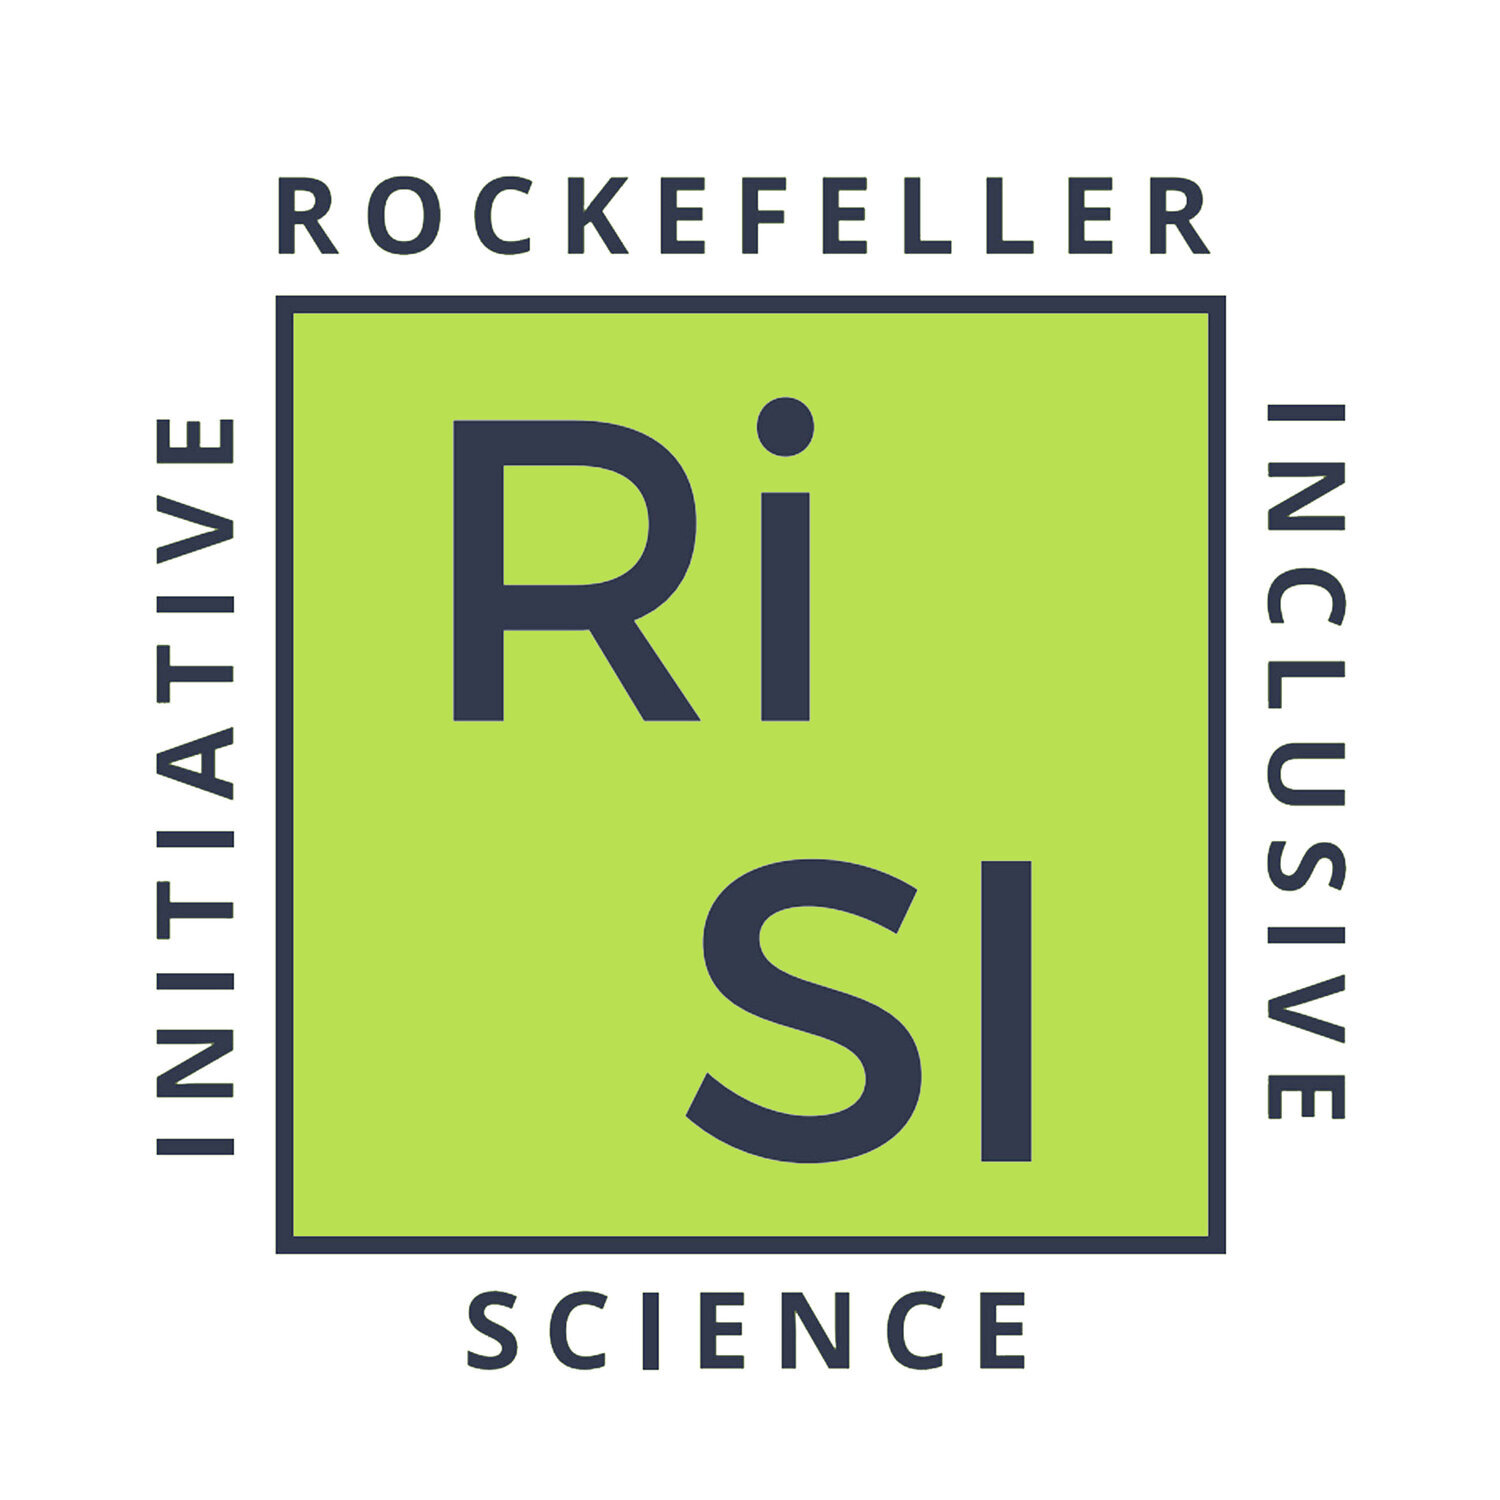 ROCKEFELLER
INCLUSIVE
SCIENCE
INITIATIVE
Ri
SI